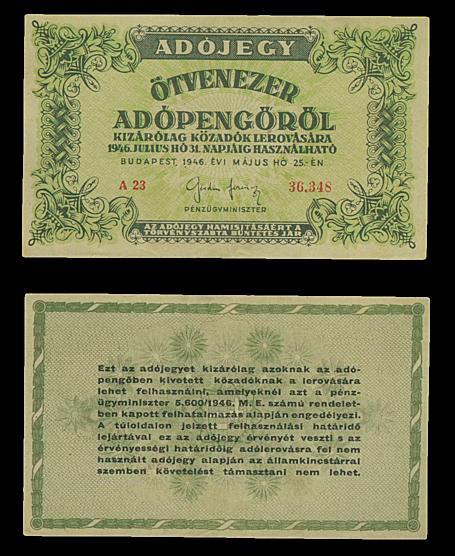 ADÓJEGY
ÖTVENEZER
ADÓPENGŐRŐL
KIZÁRÓLAG KÖZADÓK LEROVÁSÁRA
1946. JULIUS HÓ 31. NAPJÁIG HASZNÁLHATÓ
BUDAPEST, 1946. ÉVI MÁJUS HÓ 25.-ÉN
A 23 36,348
PÉNZÜGYMINISZTER
AZ ADÓJEGY HAMISITÁSÁÉRT A
TÖRVÉNYSZABTA BÜNTETÉS JÁR
Ezt az adójegyet kizárólag azoknak az adó-
pengőben kivetett közadóknak a lerovására
lehet felhasználni, amelyeknél azt a pénz-
ügyminiszter 5.600/1946. M. E. számú rendelet-
ben kapott felhatalmazás alapján engedélyezi.
A túloldalon jelzett felhasználási határidő
lejártával ez az adójegy érvényét veszti s az
érvényességi határidőig adólerovásra fel nem
használt adójegy alapján az államkincstárral
szemben követelést támasztani nem lehet.